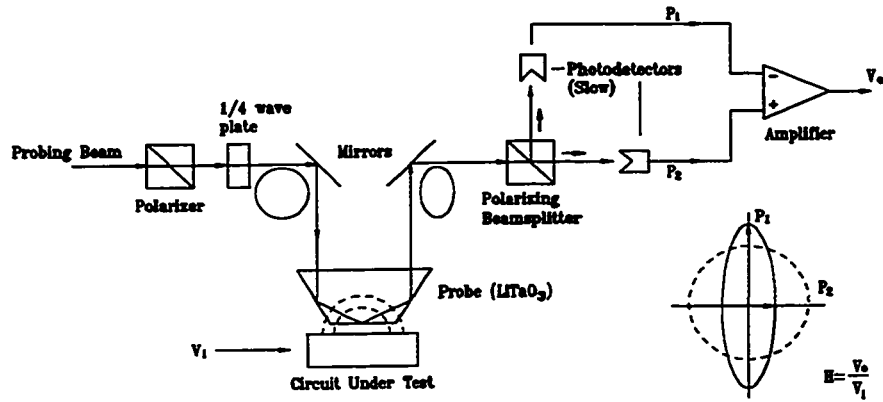 P₁
Photodetectors
(Slow)
−
+
Vₒ
Amplifier
1/4 wave
plate
Probing Beam
Mirrors
P₂
Polarizer
Polarizing
Beamsplitter
P₁
P₂
Probe (LiTaO₃)
V₁
Circuit Under Test
H=Vₒ/V₁